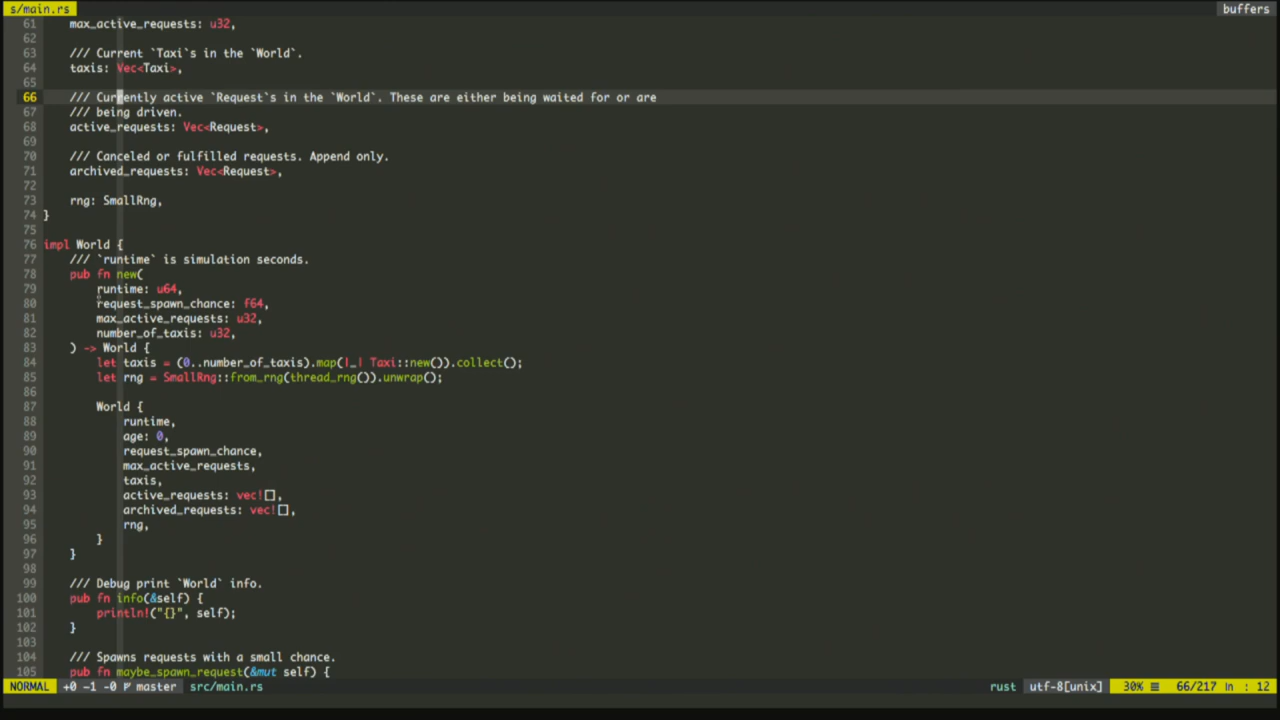 s/main.rs buffers
61 max_active_requests: u32,
62
63 /// Current `Taxi`s in the `World`.
64 taxis: Vec<Taxi>,
65
66 /// Currently active `Request`s in the `World`. These are either being waited for or are
67 /// being driven.
68 active_requests: Vec<Request>,
69
70 /// Canceled or fulfilled requests. Append only.
71 archived_requests: Vec<Request>,
72
73 rng: SmallRng,
74 }
75
76 impl World {
77 /// `runtime` is simulation seconds.
78 pub fn new(
79 runtime: u64,
80 request_spawn_chance: f64,
81 max_active_requests: u32,
82 number_of_taxis: u32,
83 ) -> World {
84 let taxis = (0..number_of_taxis).map(|_| Taxi::new()).collect();
85 let rng = SmallRng::from_rng(thread_rng()).unwrap();
86
87 World {
88 runtime,
89 age: 0,
90 request_spawn_chance,
91 max_active_requests,
92 taxis,
93 active_requests: vec![],
94 archived_requests: vec![],
95 rng,
96 }
97 }
98
99 /// Debug print `World` info.
100 pub fn info(&self) {
101 println!("{}", self);
102 }
103
104 /// Spawns requests with a small chance.
105 pub fn maybe_spawn_request(&mut self) {
NORMAL +0 ~1 -0 master src/main.rs rust utf-8[unix] 30% ☰ 66/217 ln : 12